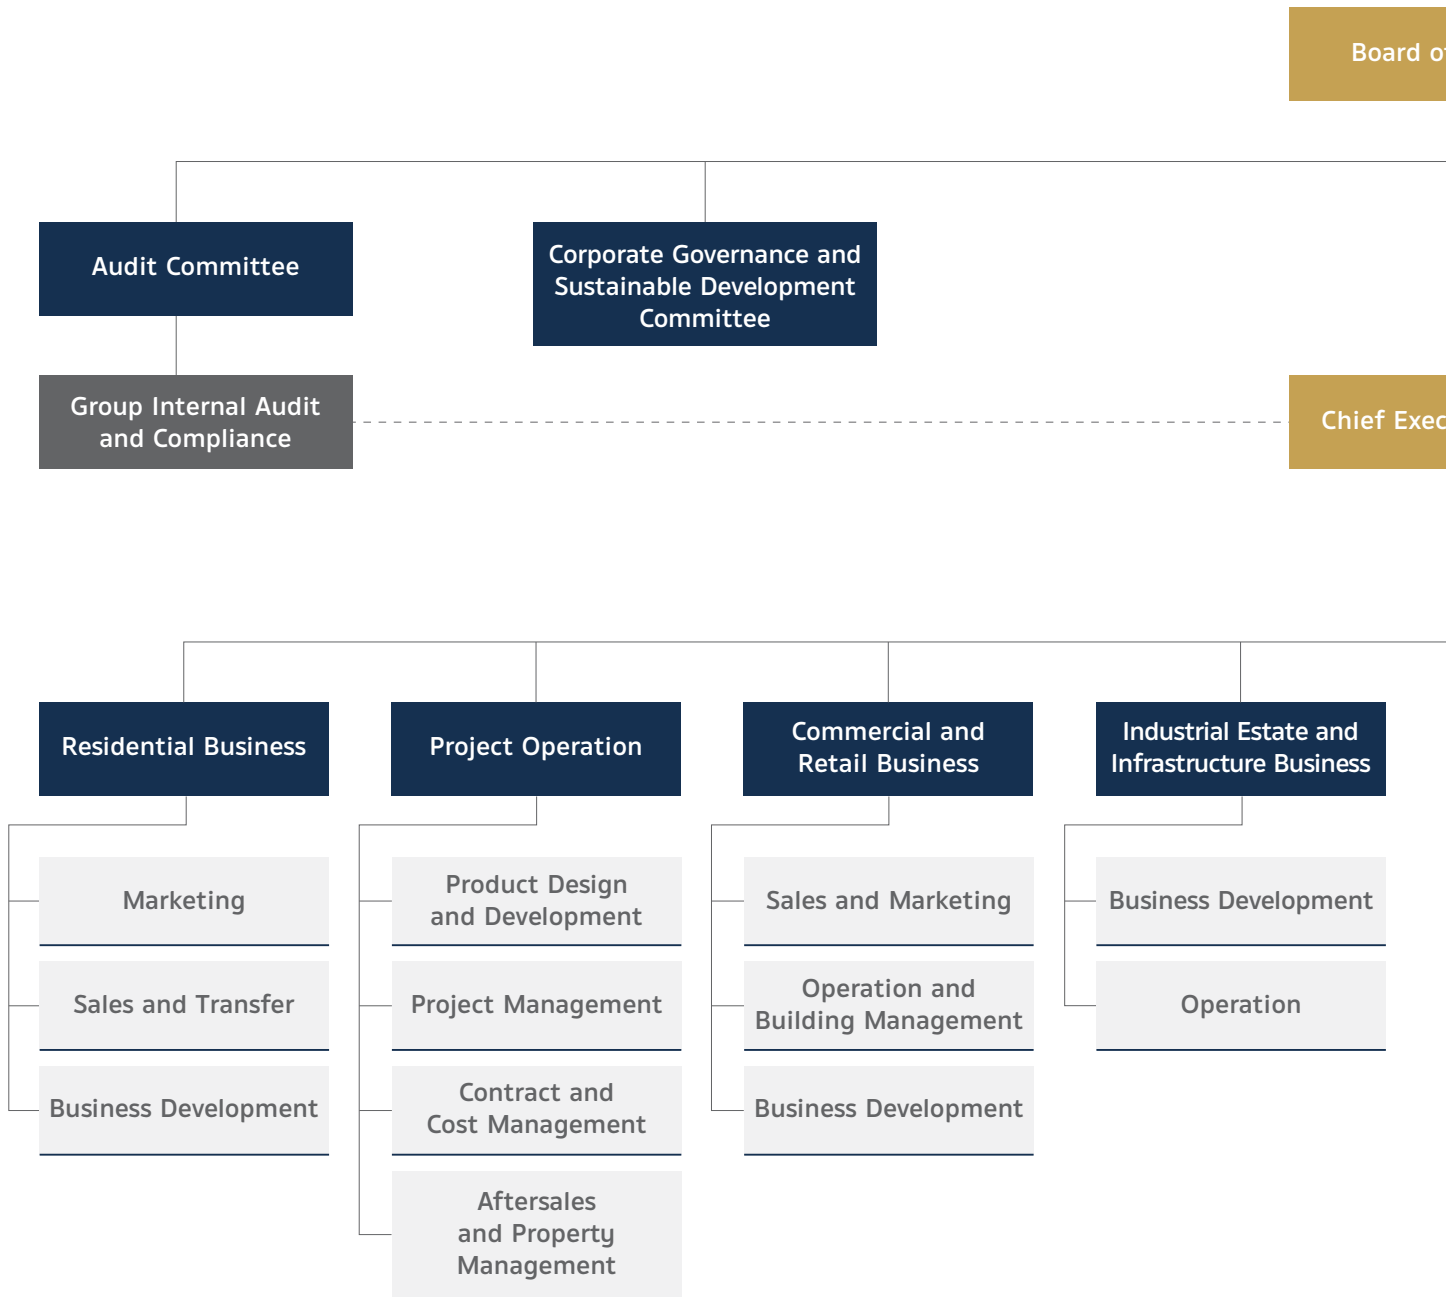 Board
Audit Committee
Corporate Governance and
Sustainable Development
Committee
Group Internal Audit
and Compliance
Chief
Residential Business
Project Operation
Commercial and
Retail Business
Industrial Estate and
Infrastructure Business
Marketing
Sales and Transfer
Business Development
Product Design
and Development
Project Management
Contract and
Cost Management
Aftersales
and Property
Management
Sales and Marketing
Operation and
Building Management
Business Development
Business Development
Operation